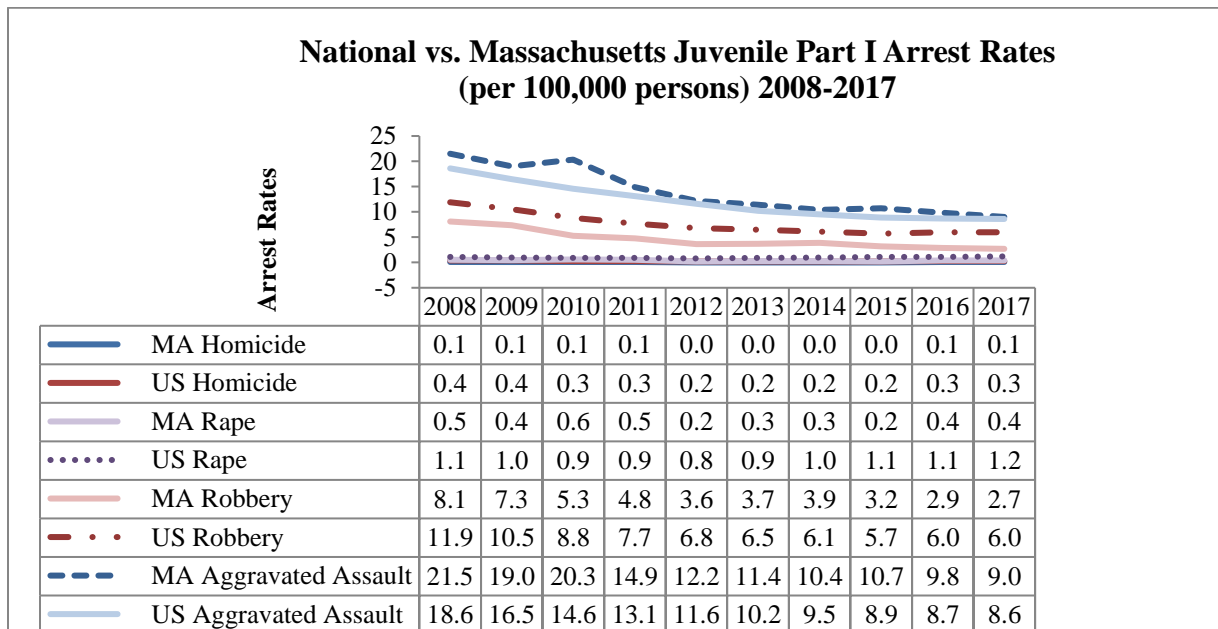 National vs. Massachusetts Juvenile Part I Arrest Rates
(per 100,000 persons) 2008-2017
Arrest Rates
25
20
15
10
5
0
-5
2008 2009 2010 2011 2012 2013 2014 2015 2016 2017
MA Homicide 0.1 0.1 0.1 0.1 0.0 0.0 0.0 0.0 0.1 0.1
US Homicide 0.4 0.4 0.3 0.3 0.2 0.2 0.2 0.2 0.3 0.3
MA Rape 0.5 0.4 0.6 0.5 0.2 0.3 0.3 0.2 0.4 0.4
US Rape 1.1 1.0 0.9 0.9 0.8 0.9 1.0 1.1 1.1 1.2
MA Robbery 8.1 7.3 5.3 4.8 3.6 3.7 3.9 3.2 2.9 2.7
US Robbery 11.9 10.5 8.8 7.7 6.8 6.5 6.1 5.7 6.0 6.0
MA Aggravated Assault 21.5 19.0 20.3 14.9 12.2 11.4 10.4 10.7 9.8 9.0
US Aggravated Assault 18.6 16.5 14.6 13.1 11.6 10.2 9.5 8.9 8.7 8.6